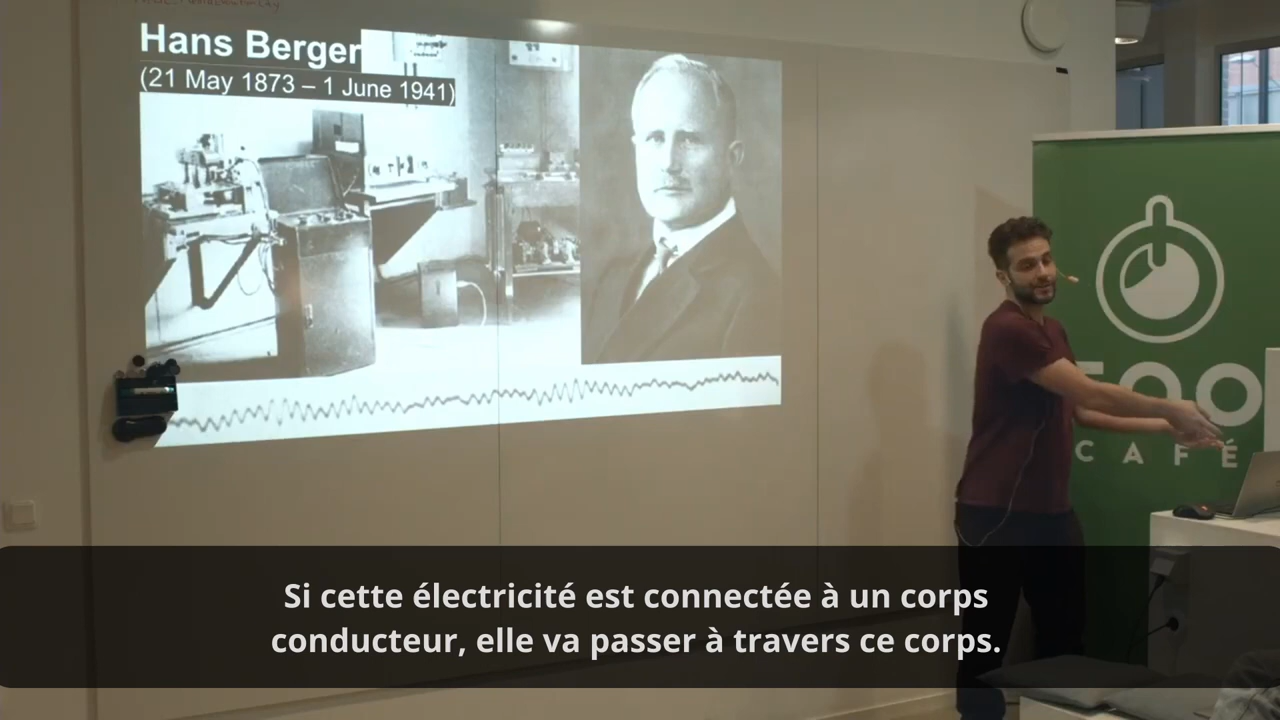 Hans Berger
(21 May 1873 – 1 June 1941)
CAFÉ
Si cette électricité est connectée à un corps
conducteur, elle va passer à travers ce corps.